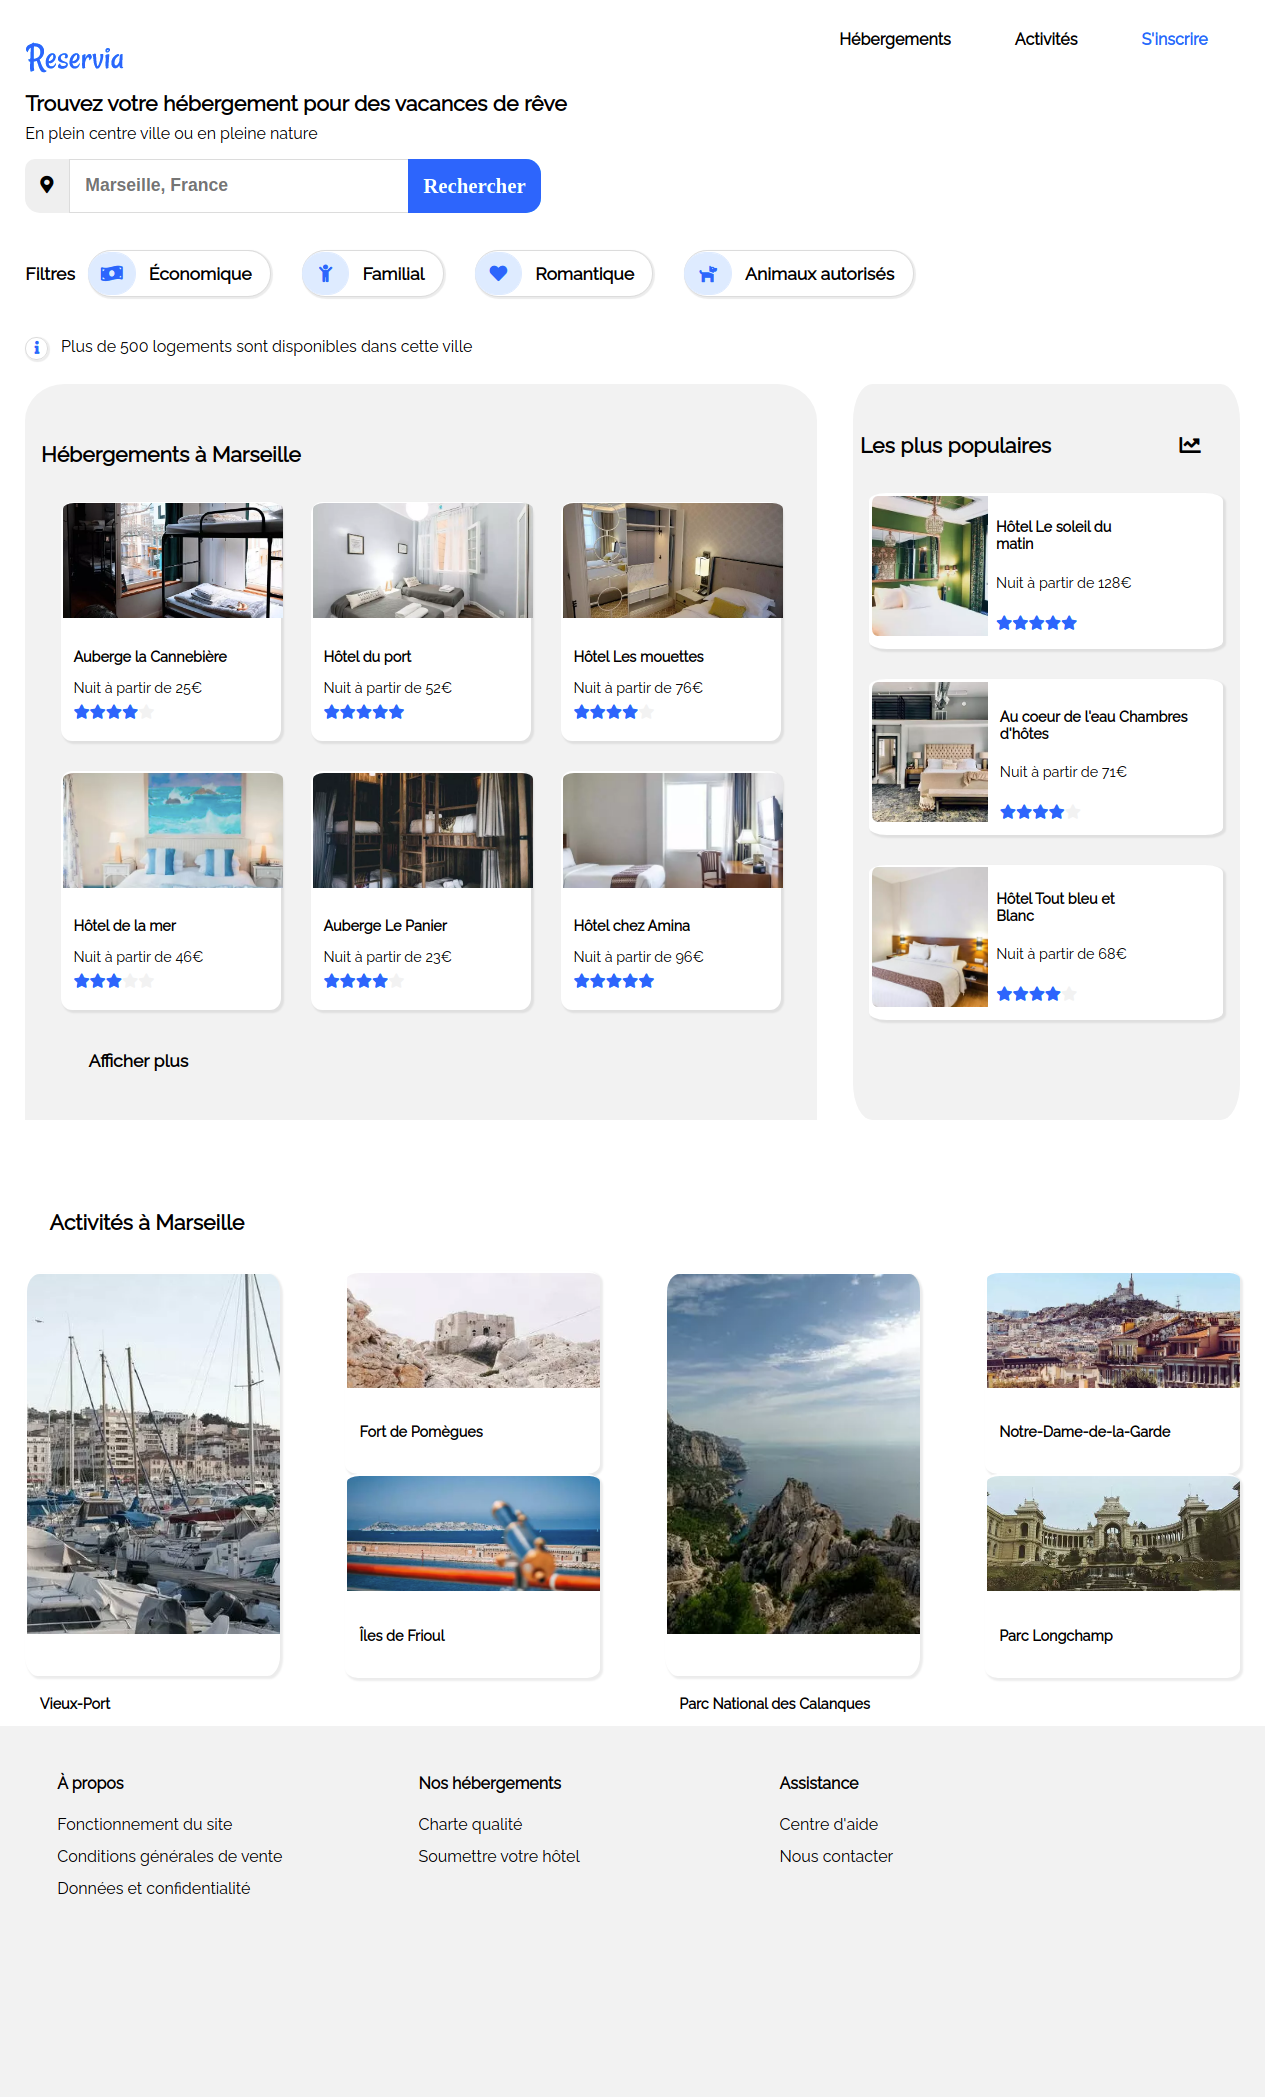 Hébergements
Activités
S'inscrire
Reservia
Trouvez votre hébergement pour des vacances de rêve
En plein centre ville ou en pleine nature
Marseille, France
Rechercher
Filtres
Économique
Familial
Romantique
Animaux autorisés
Plus de 500 logements sont disponibles dans cette ville
Hébergements à Marseille
Auberge la Cannebière
Nuit à partir de 25€
Hôtel du port
Nuit à partir de 52€
Hôtel Les mouettes
Nuit à partir de 76€
Hôtel de la mer
Nuit à partir de 46€
Auberge Le Panier
Nuit à partir de 23€
Hôtel chez Amina
Nuit à partir de 96€
Afficher plus
Les plus populaires
Hôtel Le soleil du
matin
Nuit à partir de 128€
Au coeur de l'eau Chambres
d'hôtes
Nuit à partir de 71€
Hôtel Tout bleu et
Blanc
Nuit à partir de 68€
Activités à Marseille
Vieux-Port
Fort de Pomègues
Îles de Frioul
Parc National des Calanques
Notre-Dame-de-la-Garde
Parc Longchamp
À propos
Fonctionnement du site
Conditions générales de vente
Données et confidentialité
Nos hébergements
Charte qualité
Soumettre votre hôtel
Assistance
Centre d'aide
Nous contacter